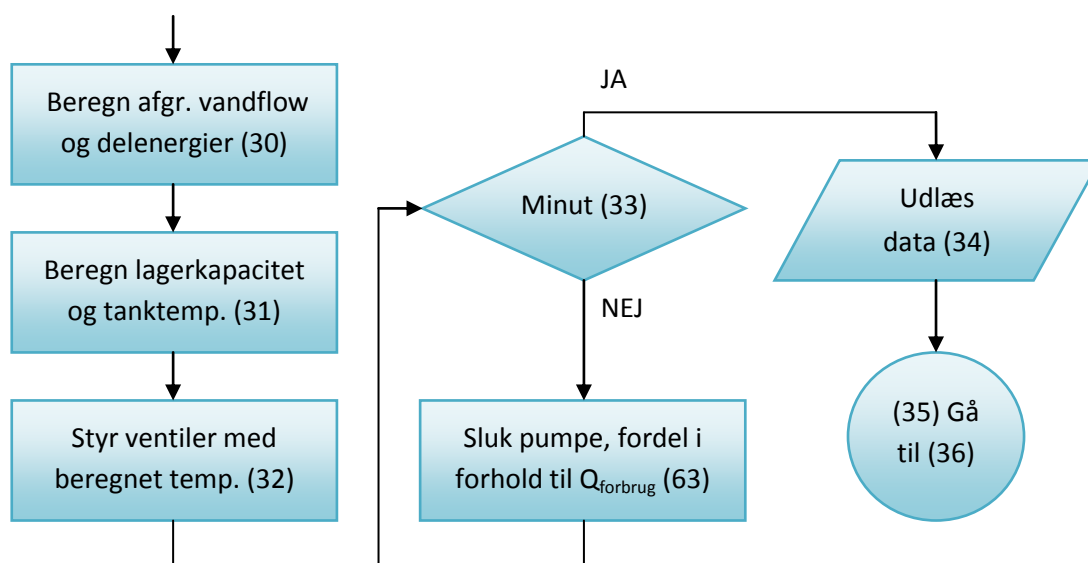 Beregn afgr. vandflow
og delenergier (30)
Beregn lagerkapacitet
og tanktemp. (31)
Styr ventiler med
beregnet temp. (32)
JA
Minut (33)
NEJ
Sluk pumpe, fordel i
forhold til Qforbrug (63)
Udlæs
data (34)
(35) Gå
til (36)